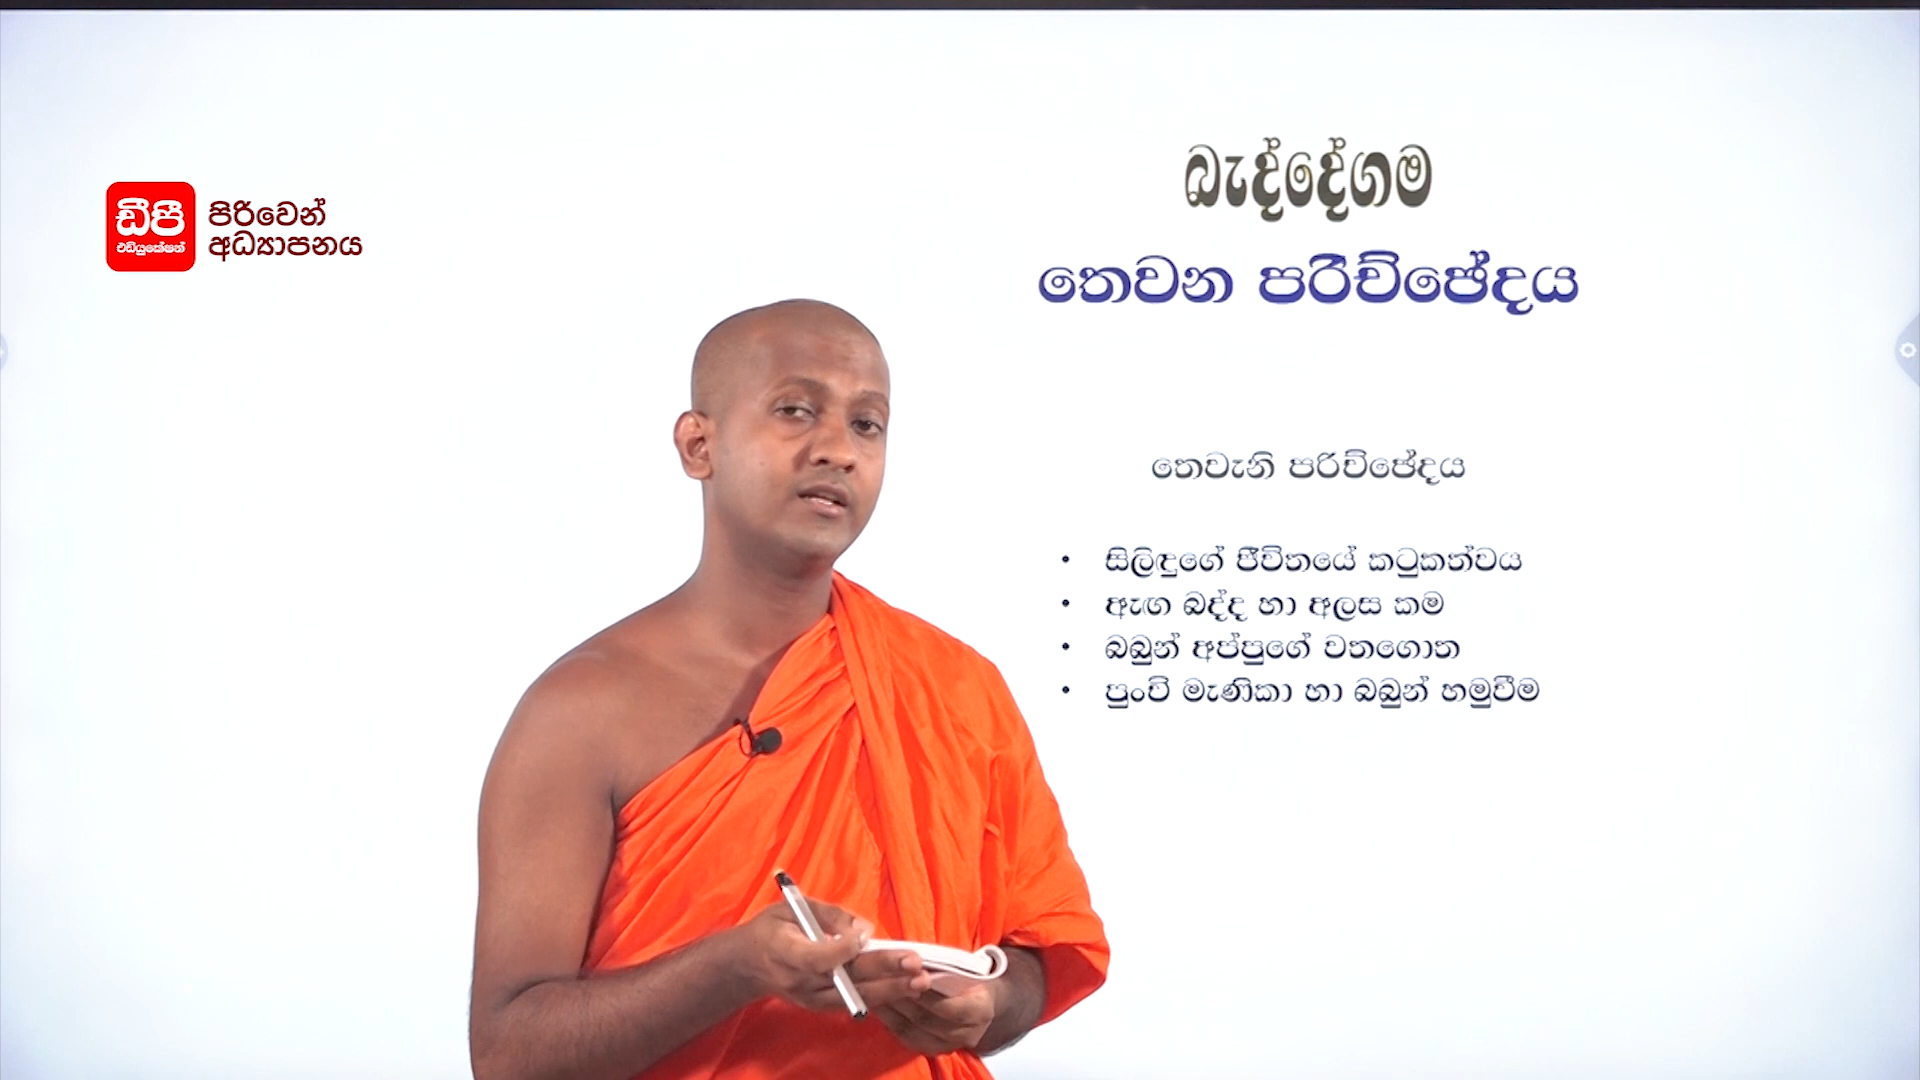 ඩීපී
එඩියුකේෂන්
පිරිවෙන්
අධ්‍යාපනය
බැද්දේගම
තෙවන පරිච්ඡේදය
තෙවැනි පරිච්ඡේදය
• සිලිඳුගේ ජීවිතයේ කටුකත්වය
• ඇඟ බද්ද හා අලස කම
• බබුන් අප්පුගේ වතගොත
• පුංචි මැණිකා හා බබුන් හමුවීම